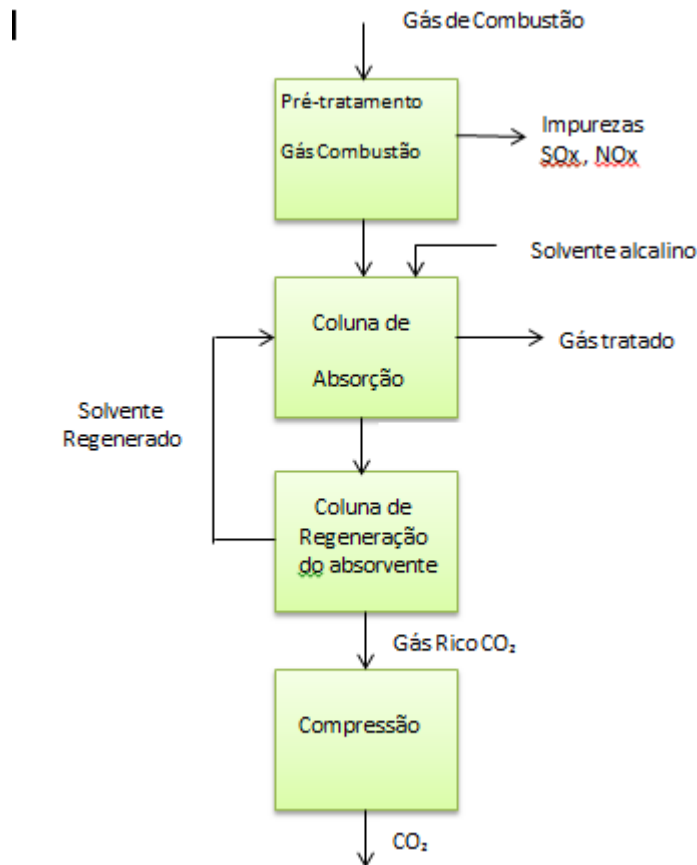 Gás de Combustão
Pré-tratamento
Gás Combustão
Impurezas
SOx, NOx
Solvente alcalino
Coluna de
Absorção
Gás tratado
Solvente
Regenerado
Coluna de
Regeneração
do absorvente
Gás Rico CO₂
Compressão
CO₂